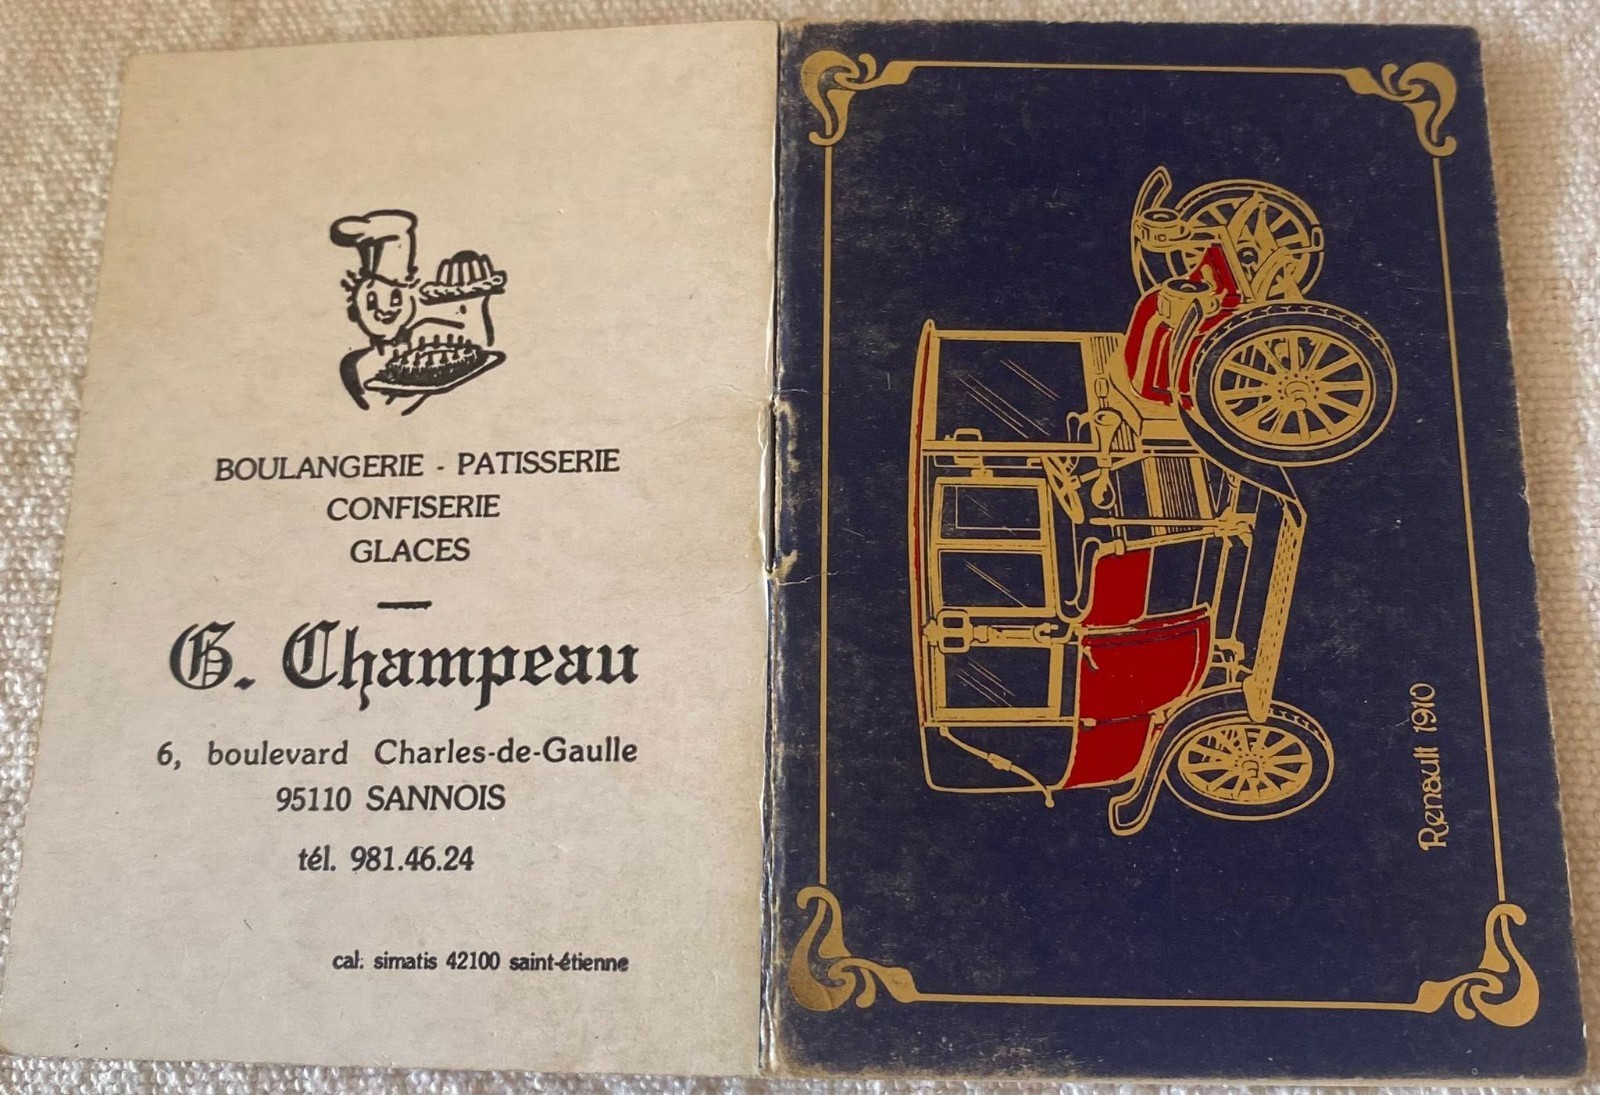 BOULANGERIE - PATISSERIE
CONFISERIE
GLACES
G. Champeau
6, boulevard Charles-de-Gaulle
95110 SANNOIS
tél. 981.46.24
cal: simatis 42100 saint-étienne
Renault 1910